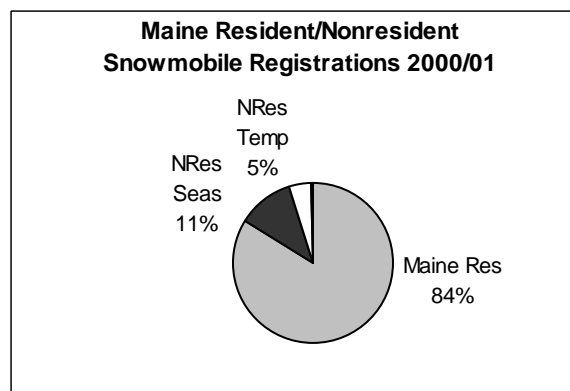 Maine Resident/Nonresident
Snowmobile Registrations 2000/01
NRes
Temp
5%
NRes
Seas
11%
Maine Res
84%